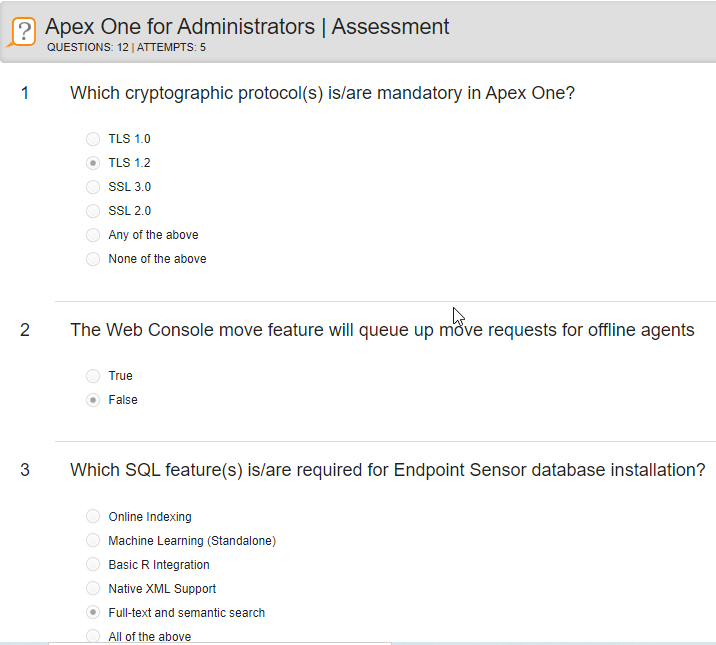 ?
Apex One for Administrators | Assessment
QUESTIONS: 12 | ATTEMPTS: 5
1 Which cryptographic protocol(s) is/are mandatory in Apex One?
TLS 1.0
TLS 1.2
SSL 3.0
SSL 2.0
Any of the above
None of the above
2 The Web Console move feature will queue up move requests for offline agents
True
False
3 Which SQL feature(s) is/are required for Endpoint Sensor database installation?
Online Indexing
Machine Learning (Standalone)
Basic R Integration
Native XML Support
Full-text and semantic search
All of the above